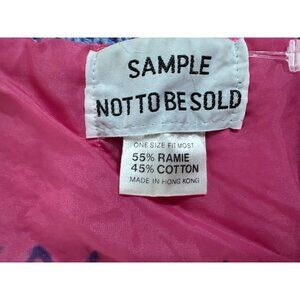 SAMPLE
NOT TO BE SOLD
ONE SIZE FIT MOST
55% RAMIE
45% COTTON
MADE IN HONG KONG